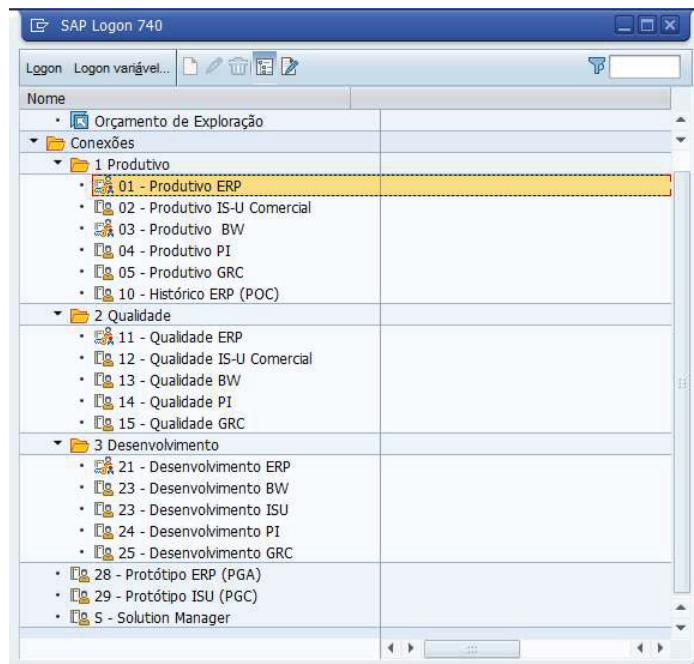 SAP Logon 740
Logon Logon variável...
Nome
Orçamento de Exploração
Conexões
1 Produtivo
01 - Produtivo ERP
02 - Produtivo IS-U Comercial
03 - Produtivo BW
04 - Produtivo PI
05 - Produtivo GRC
10 - Histórico ERP (POC)
2 Qualidade
11 - Qualidade ERP
12 - Qualidade IS-U Comercial
13 - Qualidade BW
14 - Qualidade PI
15 - Qualidade GRC
3 Desenvolvimento
21 - Desenvolvimento ERP
23 - Desenvolvimento BW
23 - Desenvolvimento ISU
24 - Desenvolvimento PI
25 - Desenvolvimento GRC
28 - Protótipo ERP (PGA)
29 - Protótipo ISU (PGC)
S - Solution Manager